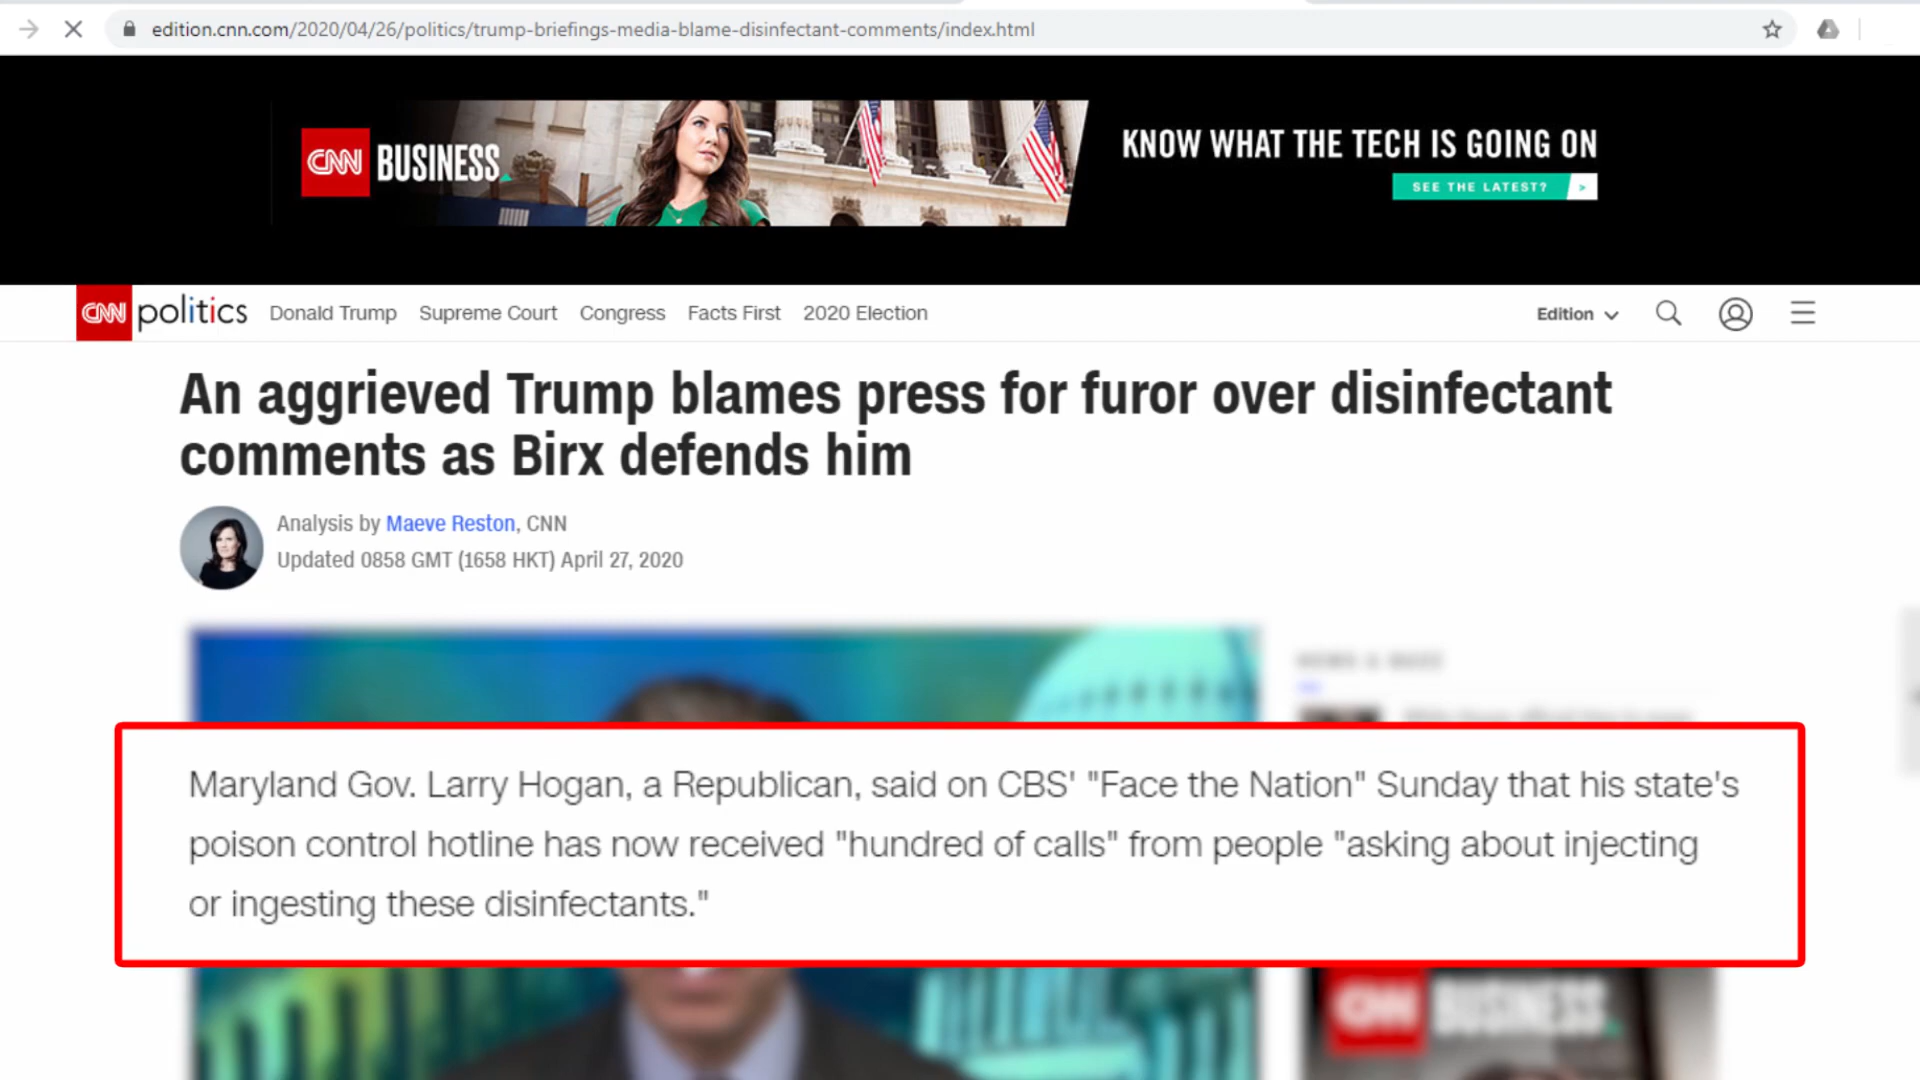 edition.cnn.com/2020/04/26/politics/trump-briefings-media-blame-disinfectant-comments/index.html
CNN BUSINESS
KNOW WHAT THE TECH IS GOING ON
SEE THE LATEST? >
CNN politics Donald Trump Supreme Court Congress Facts First 2020 Election Edition
An aggrieved Trump blames press for furor over disinfectant
comments as Birx defends him
Analysis by Maeve Reston, CNN
Updated 0858 GMT (1658 HKT) April 27, 2020
Maryland Gov. Larry Hogan, a Republican, said on CBS' "Face the Nation" Sunday that his state's
poison control hotline has now received "hundred of calls" from people "asking about injecting
or ingesting these disinfectants."
CNN BUSINESS